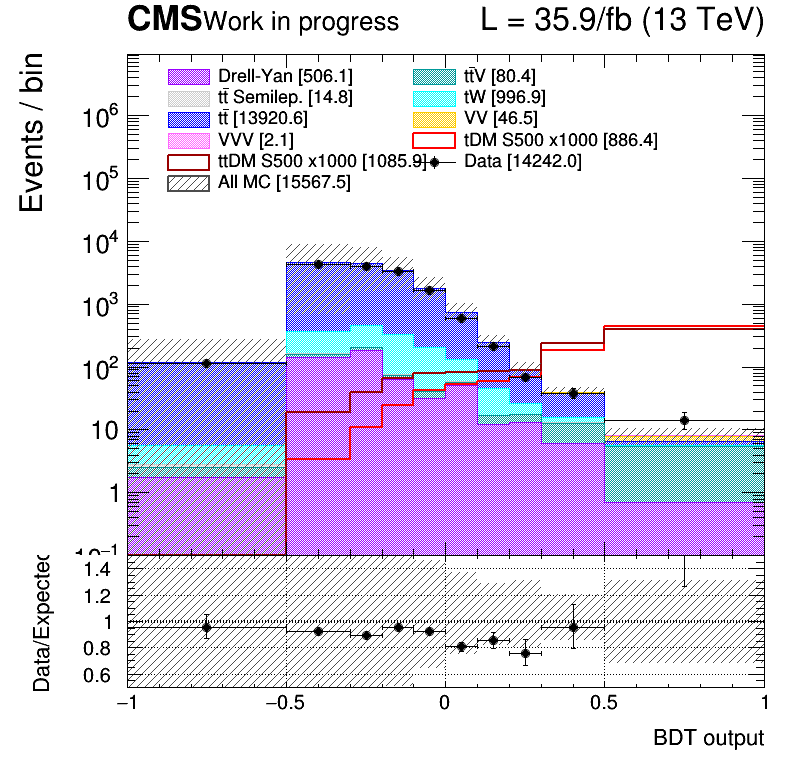 CMS Work in progress L = 35.9/fb (13 TeV)
Events / bin
Drell-Yan [506.1] tt̄V [80.4]
tt̄ Semilep. [14.8] tW [996.9]
tt̄ [13920.6] VV [46.5]
VVV [2.1] tDM S500 x1000 [886.4]
ttDM S500 x1000 [1085.9] Data [14242.0]
All MC [15567.5]
10⁶
10⁵
10⁴
10³
10²
10
1
10⁻¹
Data/Expected
1.4
1.2
1
0.8
0.6
−1 −0.5 0 0.5 1
BDT output